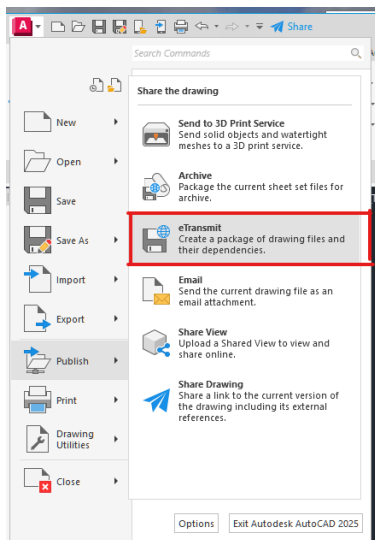 A
Share
Search Commands
Share the drawing
New
Open
Save
Save As
Import
Export
Publish
Print
Drawing
Utilities
Close
Send to 3D Print Service
Send solid objects and watertight
meshes to a 3D print service.
Archive
Package the current sheet set files for
archive.
eTransmit
Create a package of drawing files and
their dependencies.
Email
Send the current drawing file as an
email attachment.
Share View
Upload a Shared View to view and
share online.
Share Drawing
Share a link to the current version of
the drawing including its external
references.
Options
Exit Autodesk AutoCAD 2025